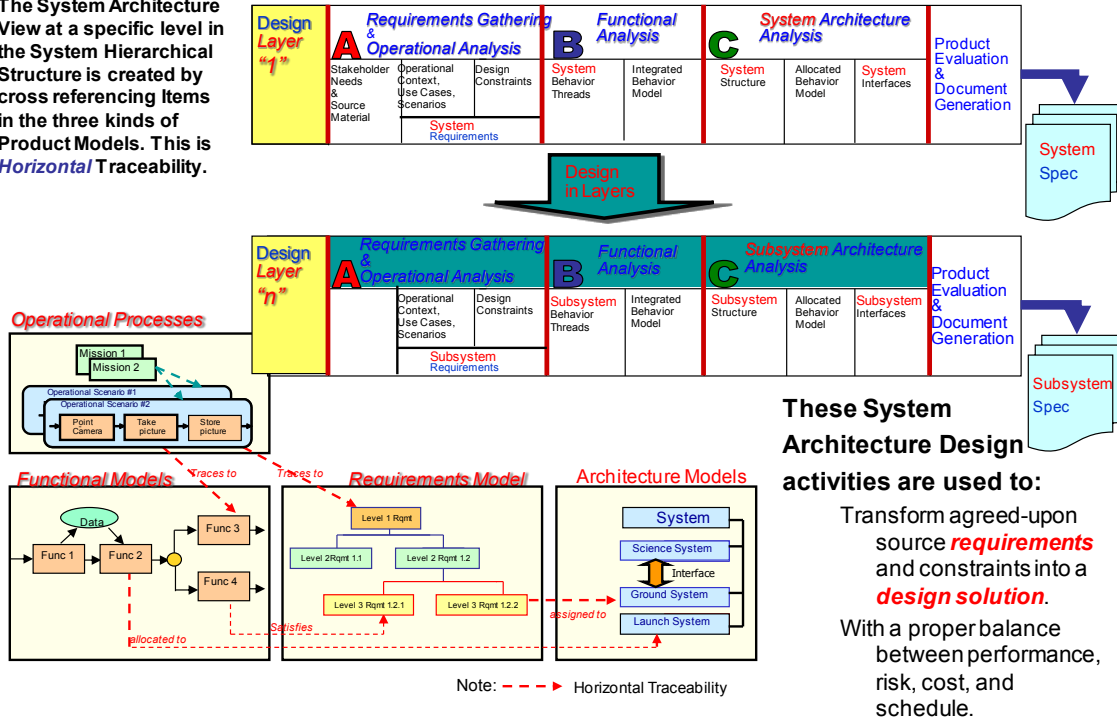 The System Architecture
View at a specific level in
the System Hierarchical
Structure is created by
cross referencing Items
in the three kinds of
Product Models. This is
Horizontal Traceability.
Design
Layer
"1"
A
Requirements Gathering
&
Operational Analysis
B
Functional
Analysis
C
System Architecture
Analysis
Product
Evaluation
&
Document
Generation
Stakeholder
Needs
&
Source
Material
Operational
Context,
Use Cases,
Scenarios
Design
Constraints
System
Requirements
System
Behavior
Threads
Integrated
Behavior
Model
System
Structure
Allocated
Behavior
Model
System
Interfaces
System
Spec
Design
in Layers
Design
Layer
"n"
A
Requirements Gathering
&
Operational Analysis
B
Functional
Analysis
C
Subsystem Architecture
Analysis
Product
Evaluation
&
Document
Generation
Operational
Context,
Use Cases,
Scenarios
Design
Constraints
Subsystem
Requirements
Subsystem
Behavior
Threads
Integrated
Behavior
Model
Subsystem
Structure
Allocated
Behavior
Model
Subsystem
Interfaces
Subsystem
Spec
Operational Processes
Mission 1
Mission 2
Operational Scenario #1
Operational Scenario #2
Point
Camera
Take
picture
Store
picture
Traces to
Traces to
Functional Models
Data
Func 1
Func 2
Func 3
Func 4
allocated to
Satisfies
Requirements Model
Level 1 Rqmt
Level 2Rqmt 1.1
Level 2 Rqmt 1.2
Level 3 Rqmt 1.2.1
Level 3 Rqmt 1.2.2
assigned to
Architecture Models
System
Science System
Interface
Ground System
Launch System
Note:
Horizontal Traceability
These System
Architecture Design
activities are used to:
Transform agreed-upon
source requirements
and constraints into a
design solution.
With a proper balance
between performance,
risk, cost, and
schedule.